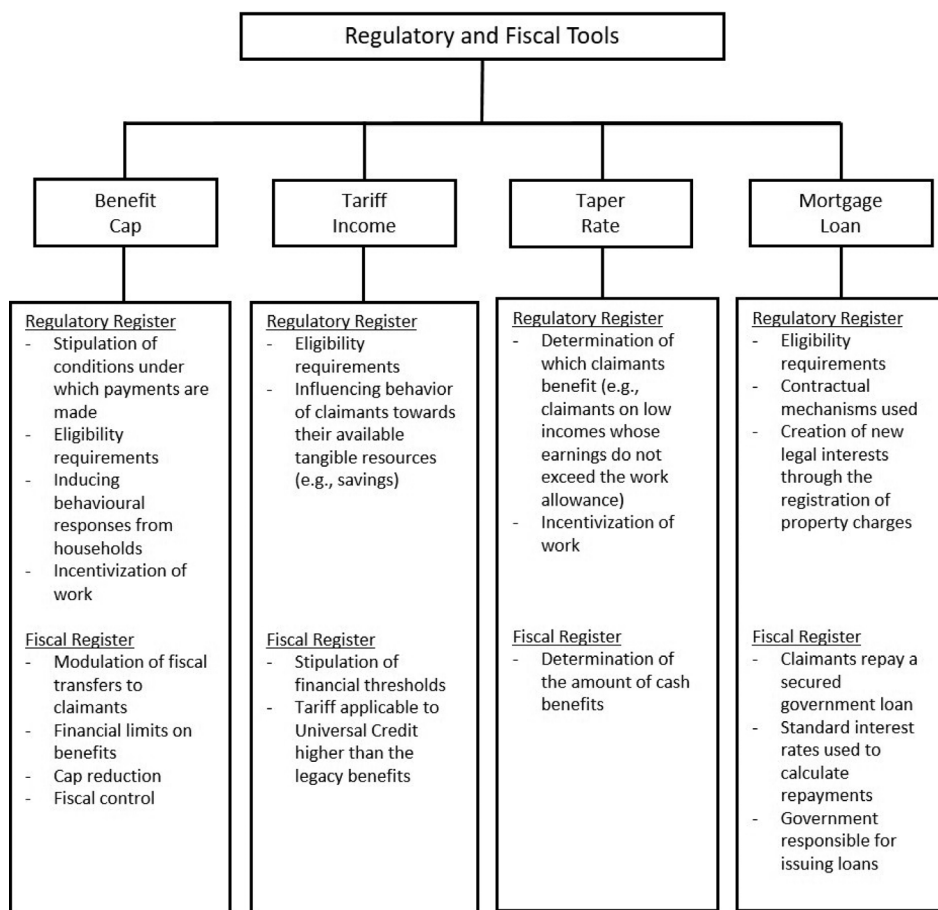 Regulatory and Fiscal Tools
Benefit
Cap
Tariff
Income
Taper
Rate
Mortgage
Loan
Regulatory Register
- Stipulation of
conditions under
which payments are
made
- Eligibility
requirements
- Inducing
behavioural
responses from
households
- Incentivization of
work
Fiscal Register
- Modulation of fiscal
transfers to
claimants
- Financial limits on
benefits
- Cap reduction
- Fiscal control
Regulatory Register
- Eligibility
requirements
- Influencing behavior
of claimants towards
their available
tangible resources
(e.g., savings)
Fiscal Register
- Stipulation of
financial thresholds
- Tariff applicable to
Universal Credit
higher than the
legacy benefits
Regulatory Register
- Determination of
which claimants
benefit (e.g.,
claimants on low
incomes whose
earnings do not
exceed the work
allowance)
- Incentivization of
work
Fiscal Register
- Determination of
the amount of cash
benefits
Regulatory Register
- Eligibility
requirements
- Contractual
mechanisms used
- Creation of new
legal interests
through the
registration of
property charges
Fiscal Register
- Claimants repay a
secured
government loan
- Standard interest
rates used to
calculate
repayments
- Government
responsible for
issuing loans